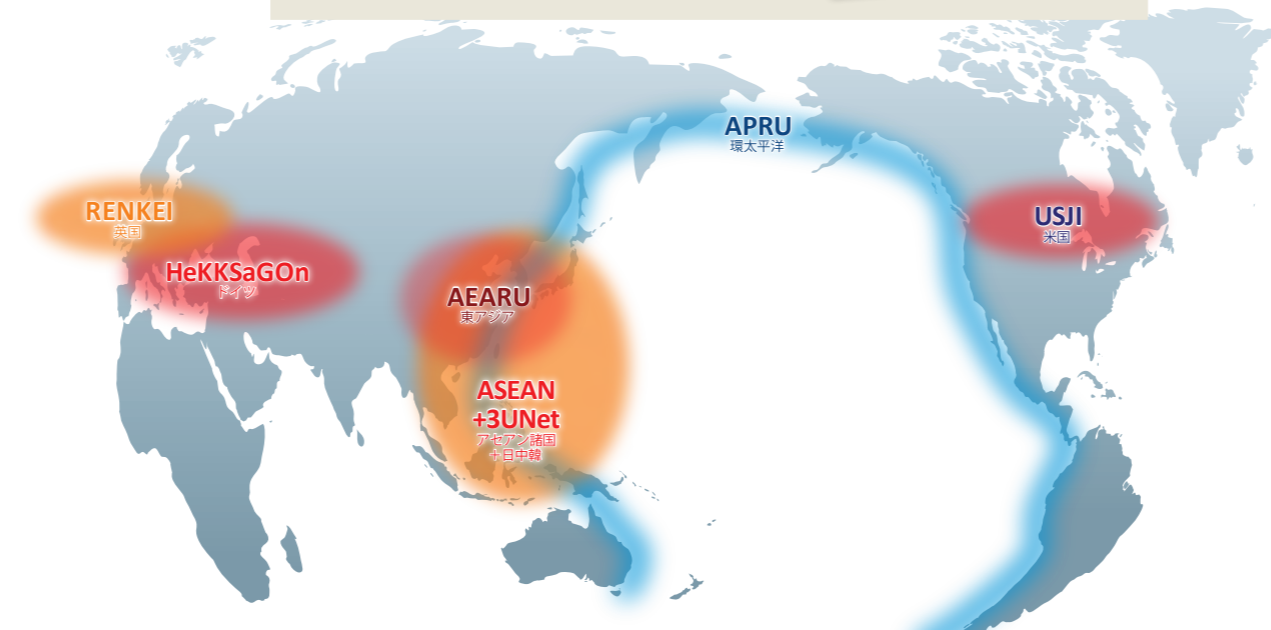 APRU
環太平洋
RENKEI
英国
USJI
米国
HeKKSaGOn
ドイツ
AEARU
東アジア
ASEAN
+3UNet
アセアン諸国
＋日中韓